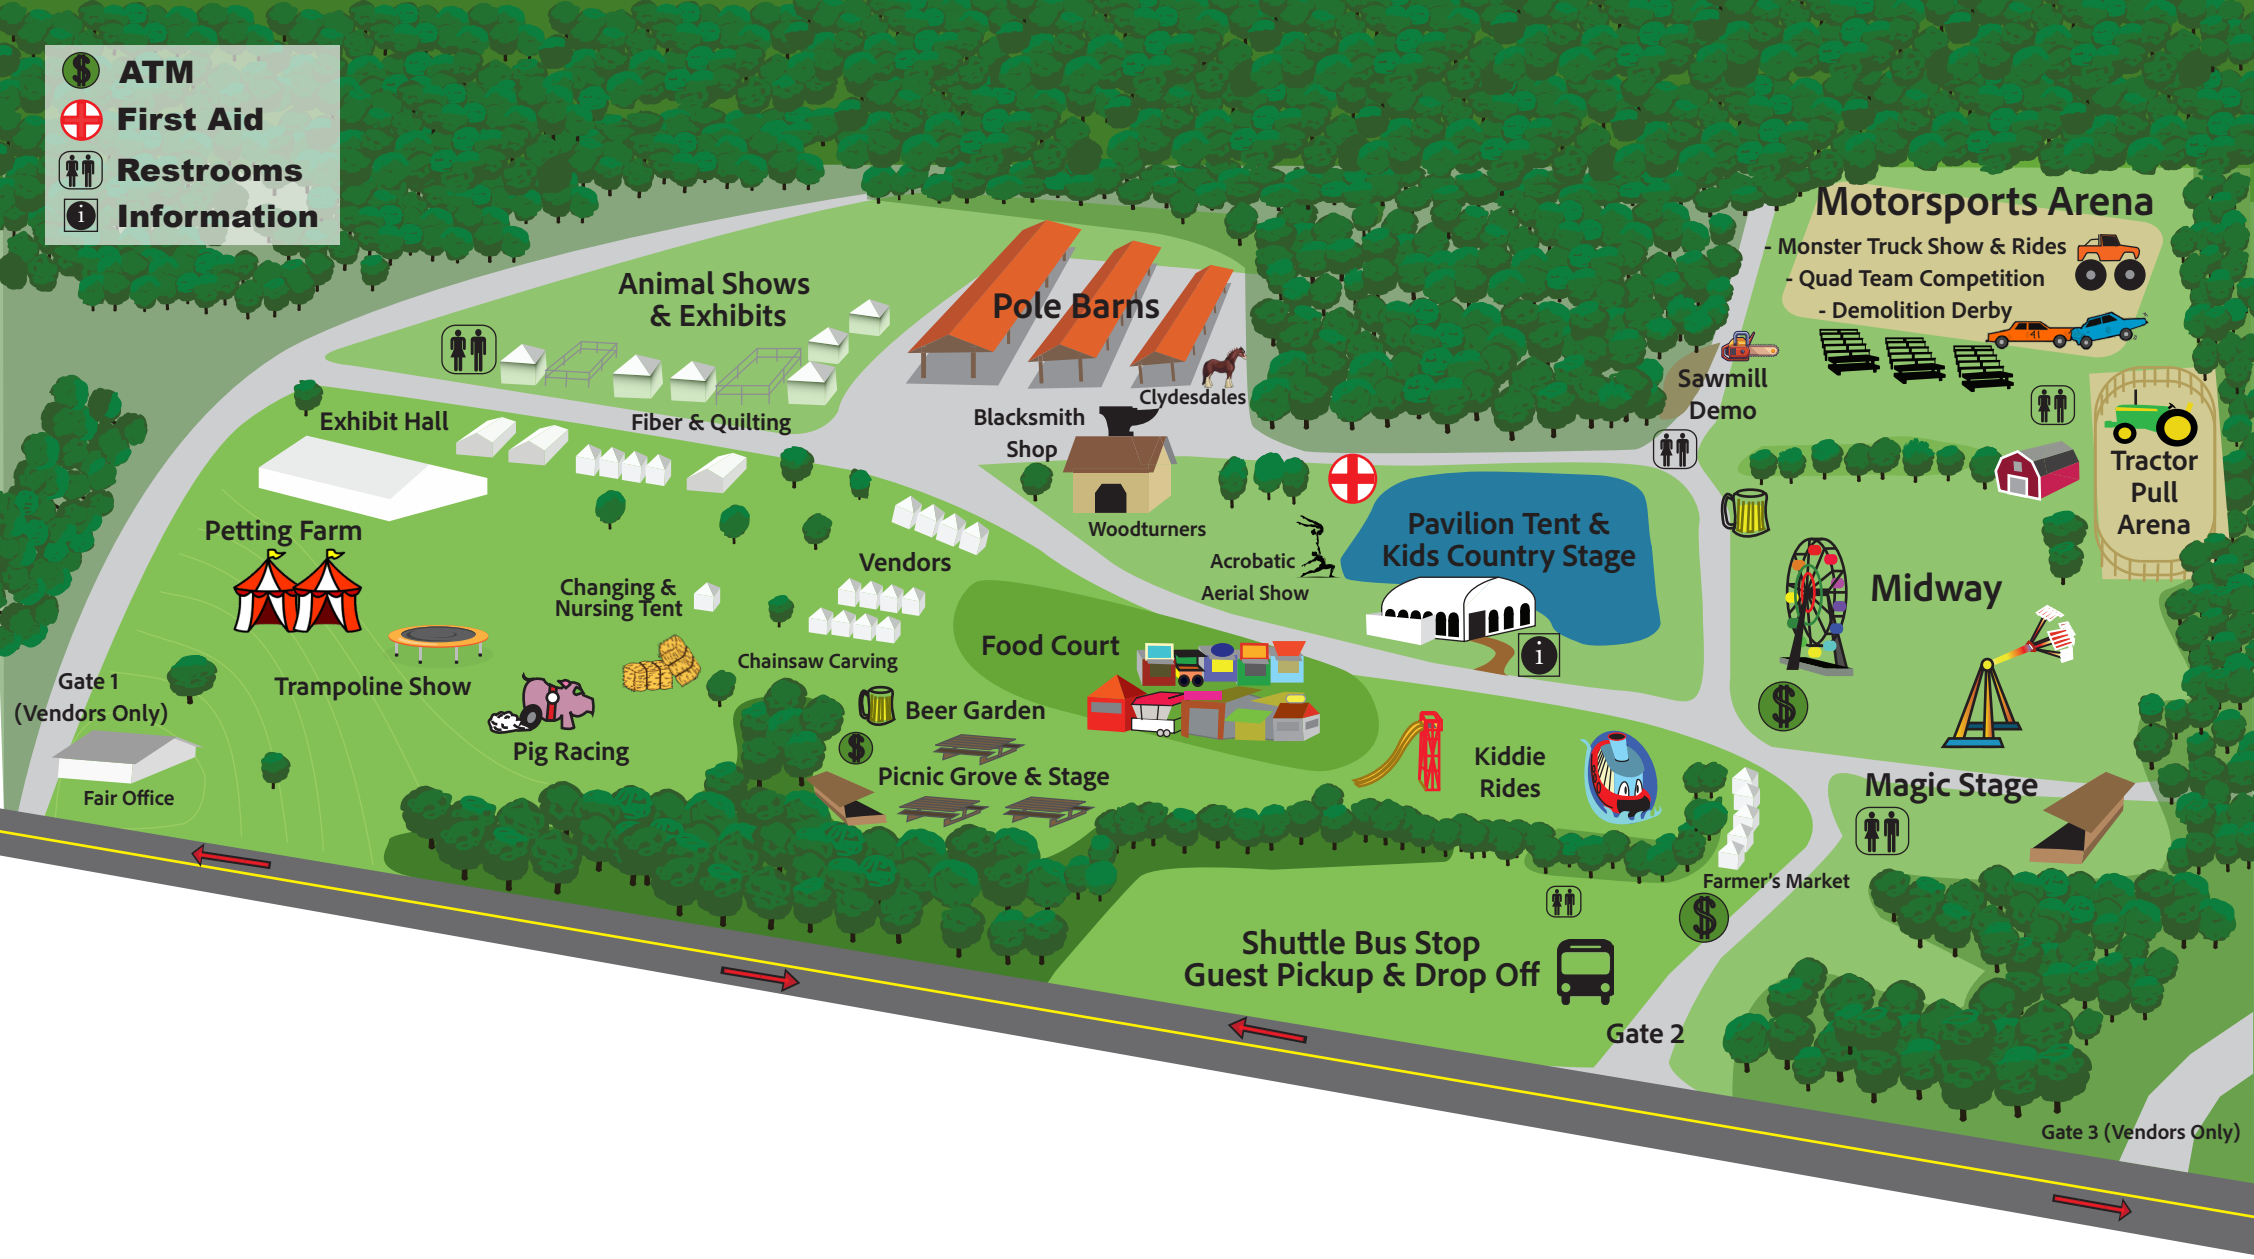 $ ATM
First Aid
Restrooms
i Information
Motorsports Arena
- Monster Truck Show & Rides
- Quad Team Competition
- Demolition Derby
41
Animal Shows
& Exhibits
Pole Barns
Clydesdales
Sawmill
Demo
Exhibit Hall
Fiber & Quilting
Blacksmith
Shop
Tractor
Pull
Arena
Petting Farm
Woodturners
Pavilion Tent &
Kids Country Stage
Vendors
Acrobatic
Aerial Show
Changing &
Nursing Tent
Midway
Food Court
i
Chainsaw Carving
Gate 1
(Vendors Only)
Trampoline Show
Beer Garden
$
$
Pig Racing
Picnic Grove & Stage
Kiddie
Rides
Magic Stage
Fair Office
Farmer's Market
$
Shuttle Bus Stop
Guest Pickup & Drop Off
Gate 2
Gate 3 (Vendors Only)